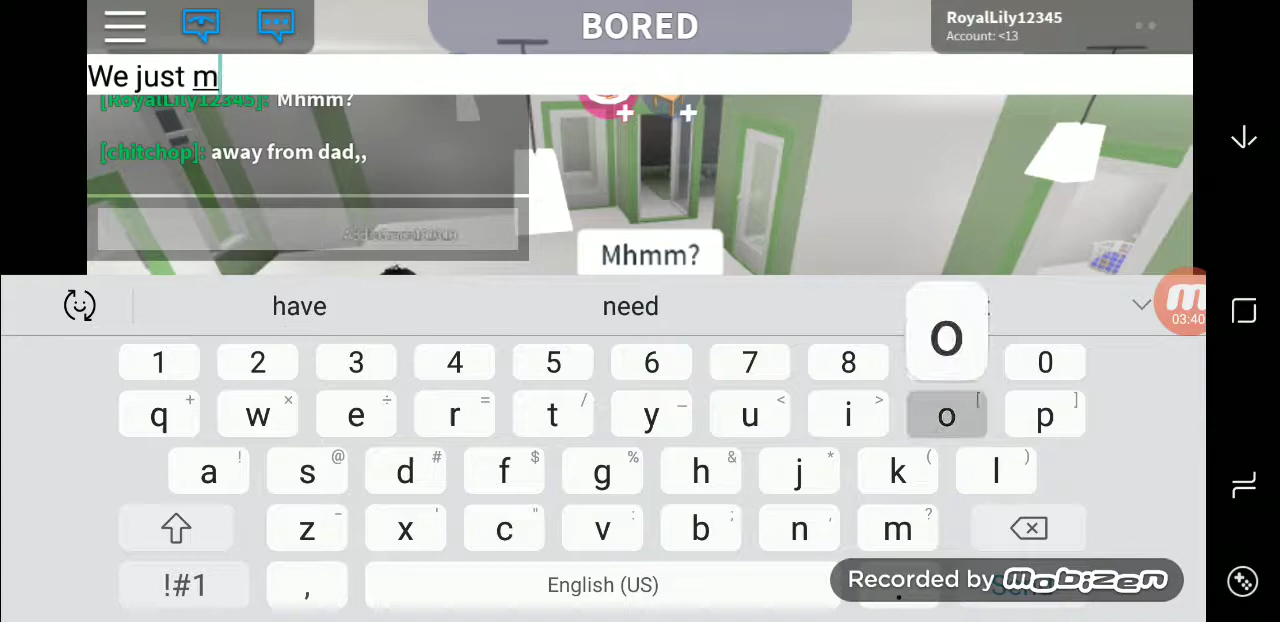 BORED
RoyalLily12345
Account: <13
We just m
[RoyalLily12345]: Mhmm?
[chitchop]: away from dad,,
Mhmm?
have need
03:40
O
1 2 3 4 5 6 7 8 0
q + w × e ÷ r = t / y _ u < i > o [ p ]
a ! s @ d # f $ g % h & j * k ( l )
z - x ' c " v : b ; n , m ?
!#1 , English (US) .
Recorded by mobizen